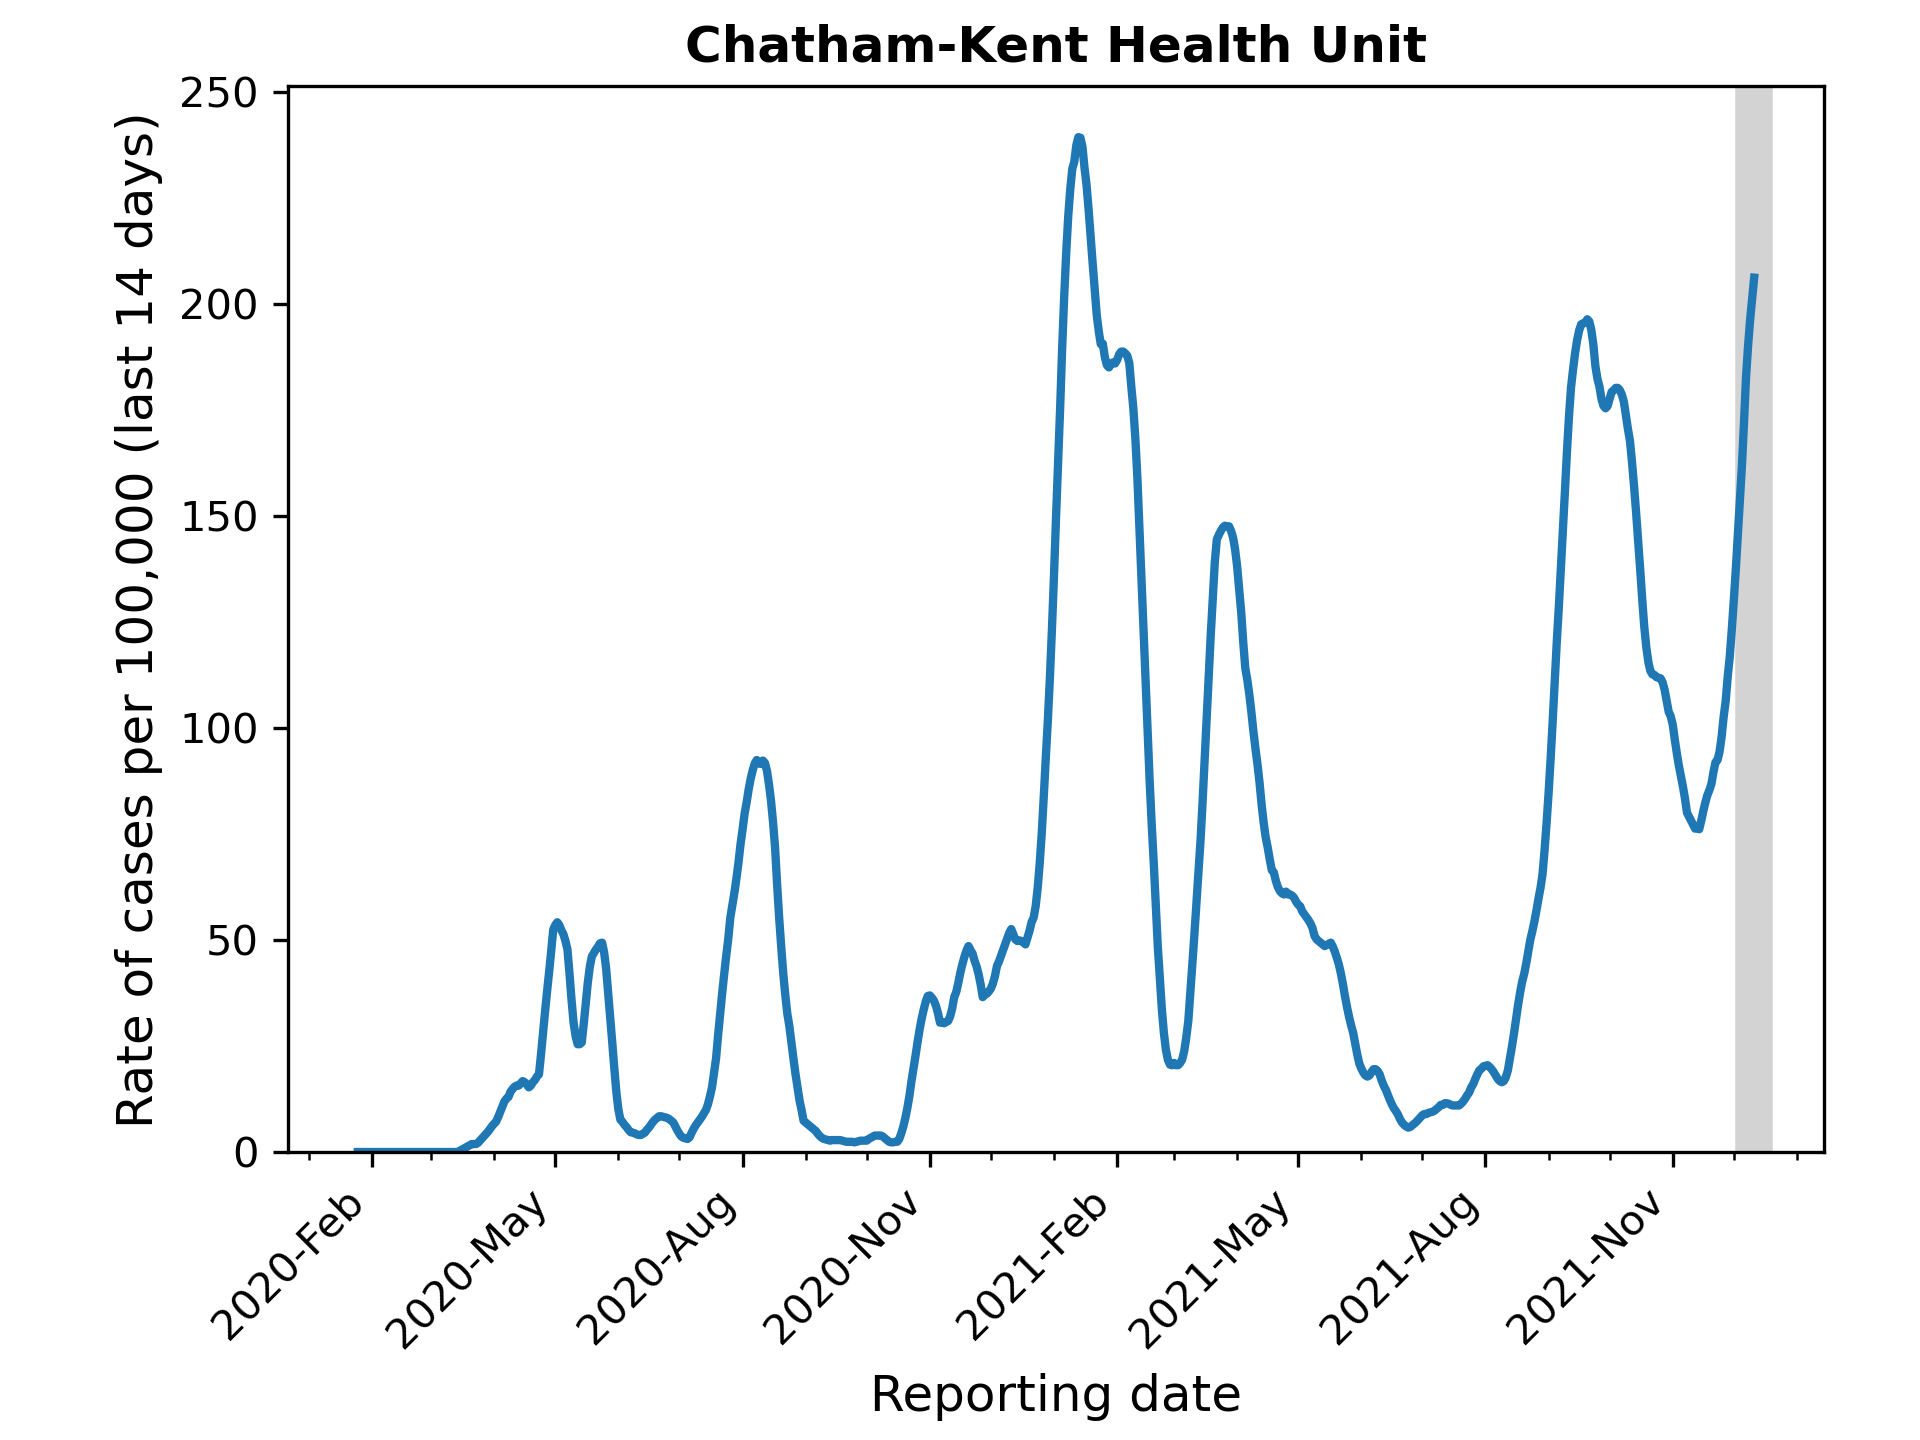 Chatham-Kent Health Unit
Rate of cases per 100,000 (last 14 days)
250
200
150
100
50
0
2020-Feb
2020-May
2020-Aug
2020-Nov
2021-Feb
2021-May
2021-Aug
2021-Nov
Reporting date